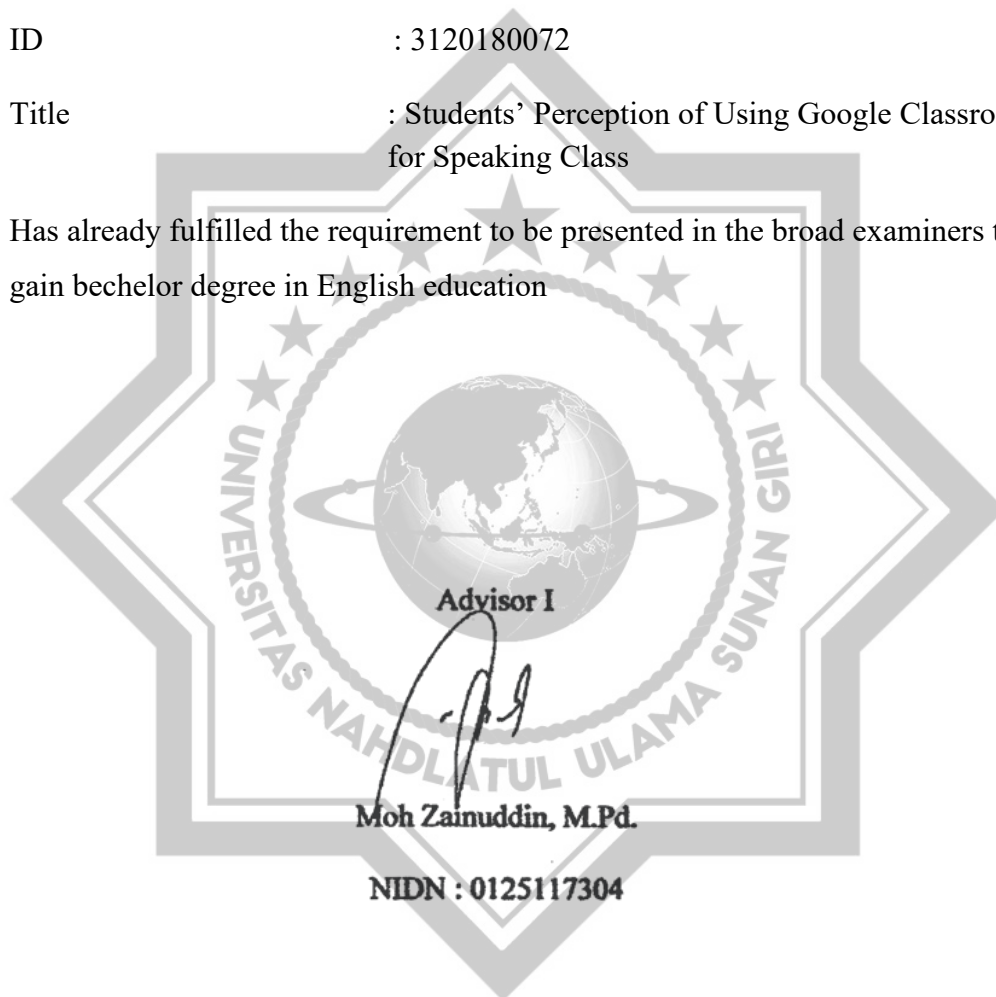 ID : 3120180072
Title : Students’ Perception of Using Google Classro
for Speaking Class
Has already fulfilled the requirement to be presented in the broad examiners t
gain bechelor degree in English education
UNIVERSITAS NAHDLATUL ULAMA SUNAN GIRI
Advisor I
Moh Zainuddin, M.Pd.
NIDN : 0125117304